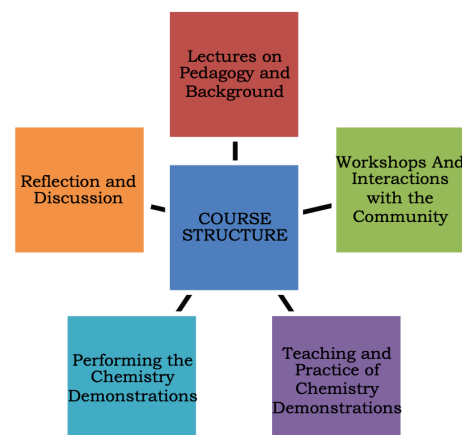 Lectures on
Pedagogy and
Background
Reflection and
Discussion
Workshops And
Interactions
with the
Community
COURSE
STRUCTURE
Performing the
Chemistry
Demonstrations
Teaching and
Practice of
Chemistry
Demonstrations